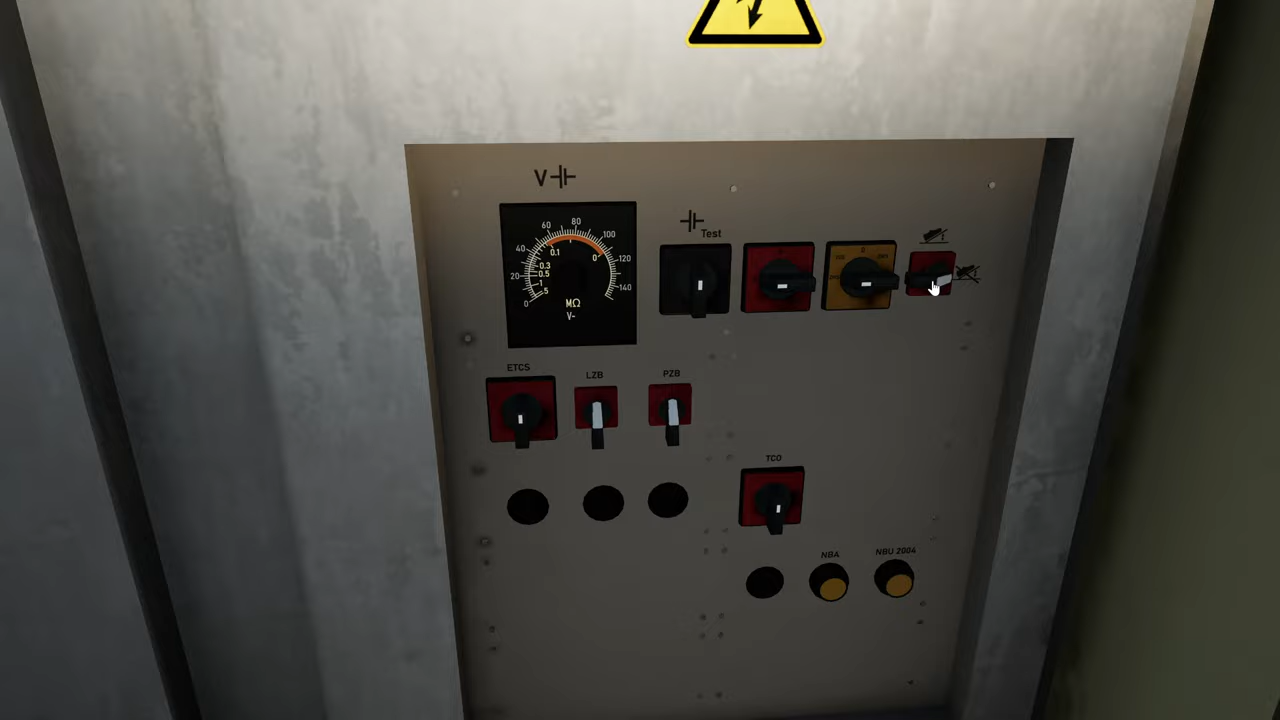 V
Test
60 80
40 100
20 120
0 140
0.1 0
0.3
0.5
1
5
MΩ
V-
ETCS LZB PZB
TCO
NBA NBU 2004